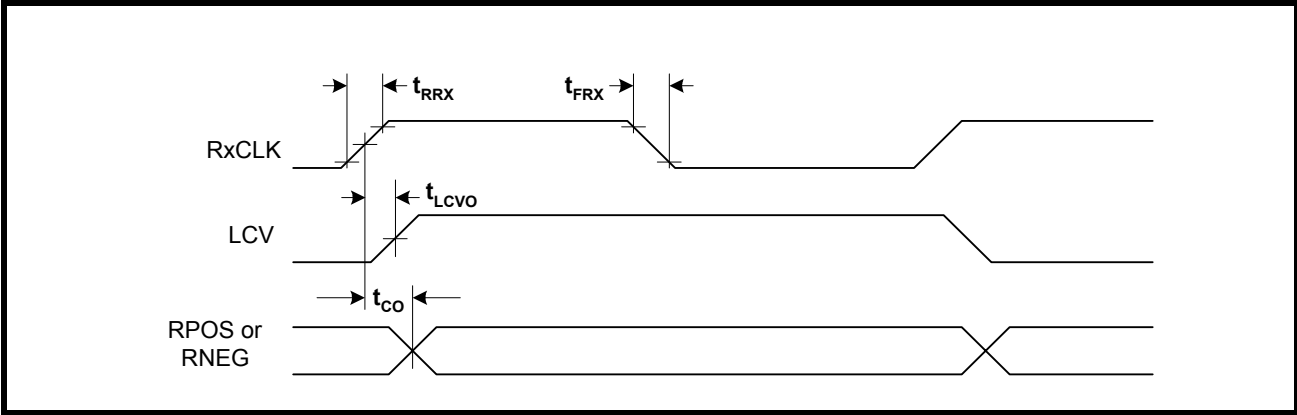 tRRX
tFRX
RxCLK
tLCVO
LCV
tCO
RPOS or
RNEG